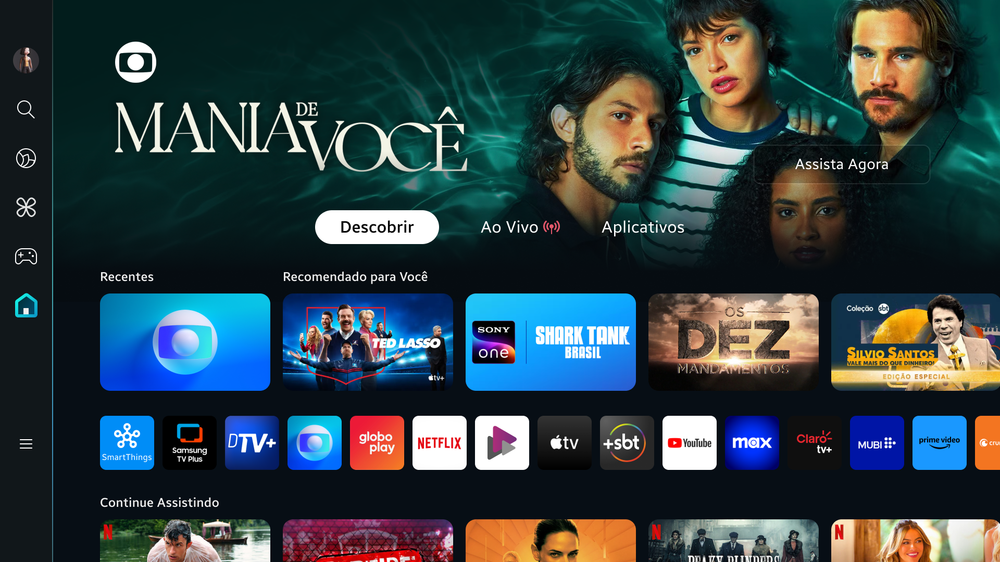 MANIA DE
VOCÊ
Assista Agora
Descobrir
Ao Vivo
Aplicativos
Recentes
Recomendado para Você
TED LASSO
tv+
SONY
one
SHARK TANK
BRASIL
OS
DEZ
MANDAMENTOS
Coleção sbt
SILVIO SANTOS
VALE MAIS DO QUE DINHEIRO!
EDIÇÃO ESPECIAL
SmartThings
Samsung
TV Plus
DTV+
globo
play
NETFLIX
tv
+sbt
YouTube
max
Claro
tv+
MUBI
prime video
Continue Assistindo
N
N
PEAKY BLINDERS
N